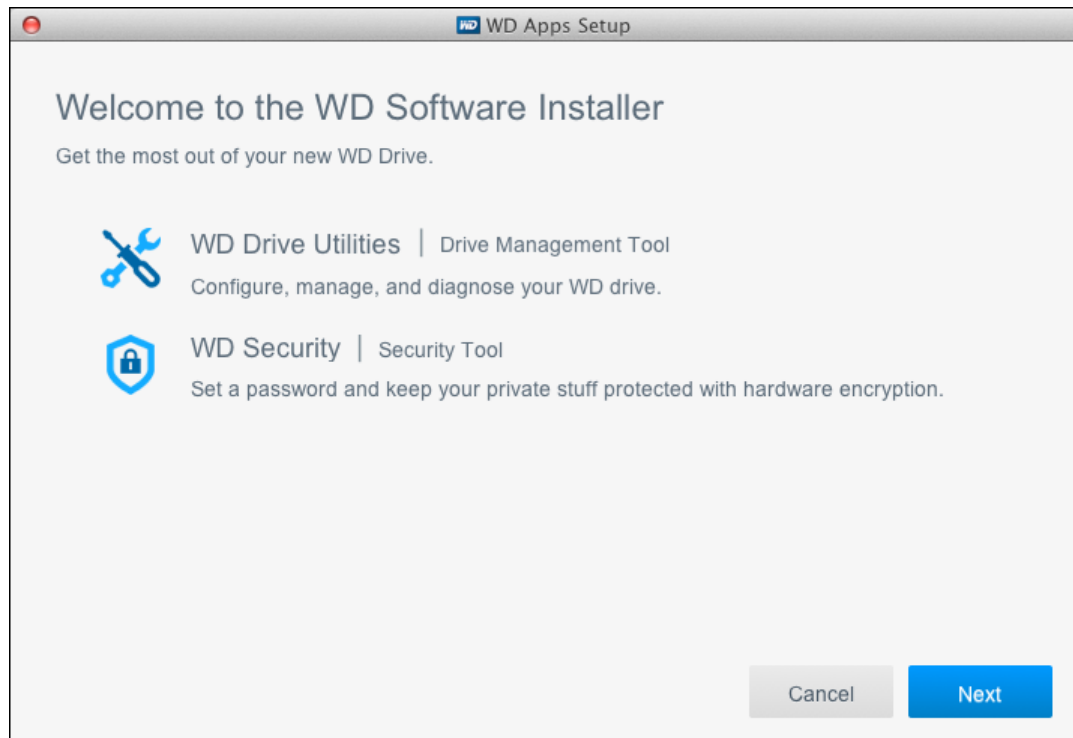 WD WD Apps Setup
Welcome to the WD Software Installer
Get the most out of your new WD Drive.
WD Drive Utilities | Drive Management Tool
Configure, manage, and diagnose your WD drive.
WD Security | Security Tool
Set a password and keep your private stuff protected with hardware encryption.
Cancel Next